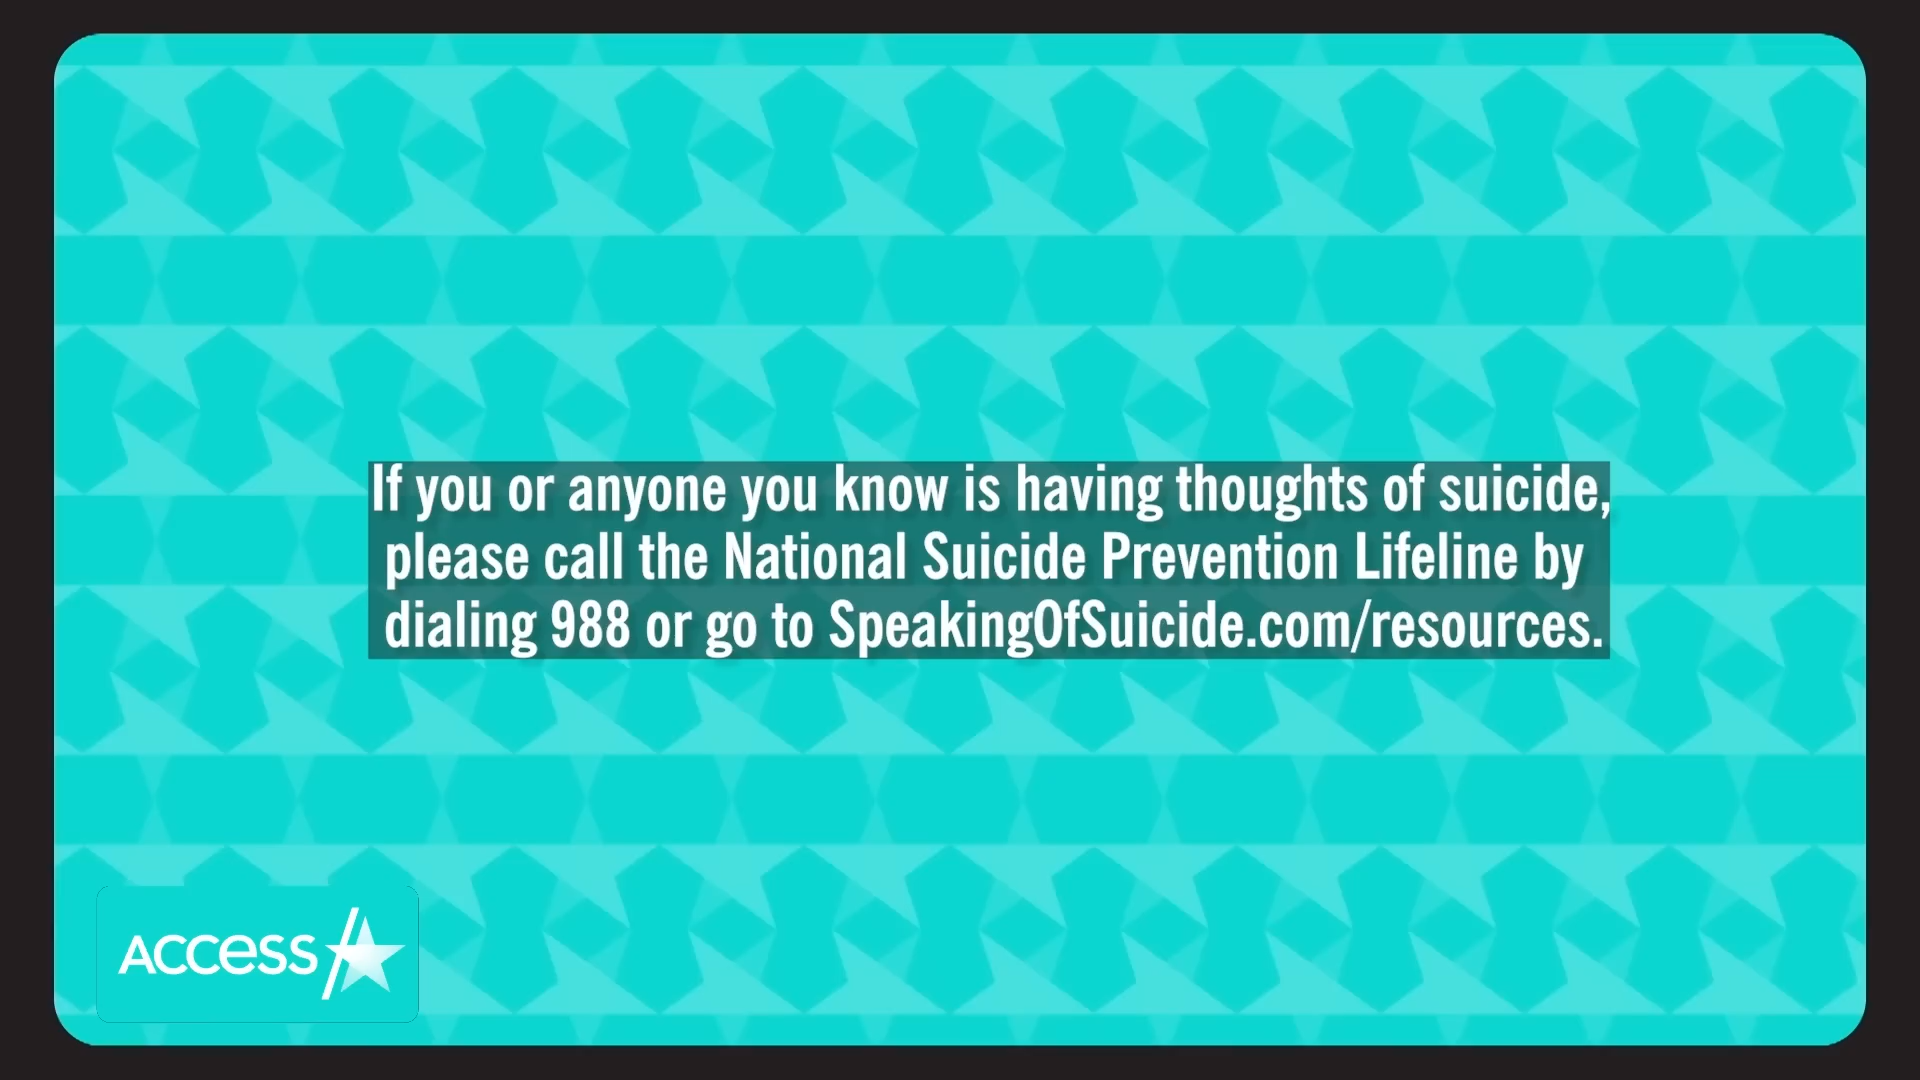 If you or anyone you know is having thoughts of suicide,
please call the National Suicide Prevention Lifeline by
dialing 988 or go to SpeakingOfSuicide.com/resources.
ACCESS